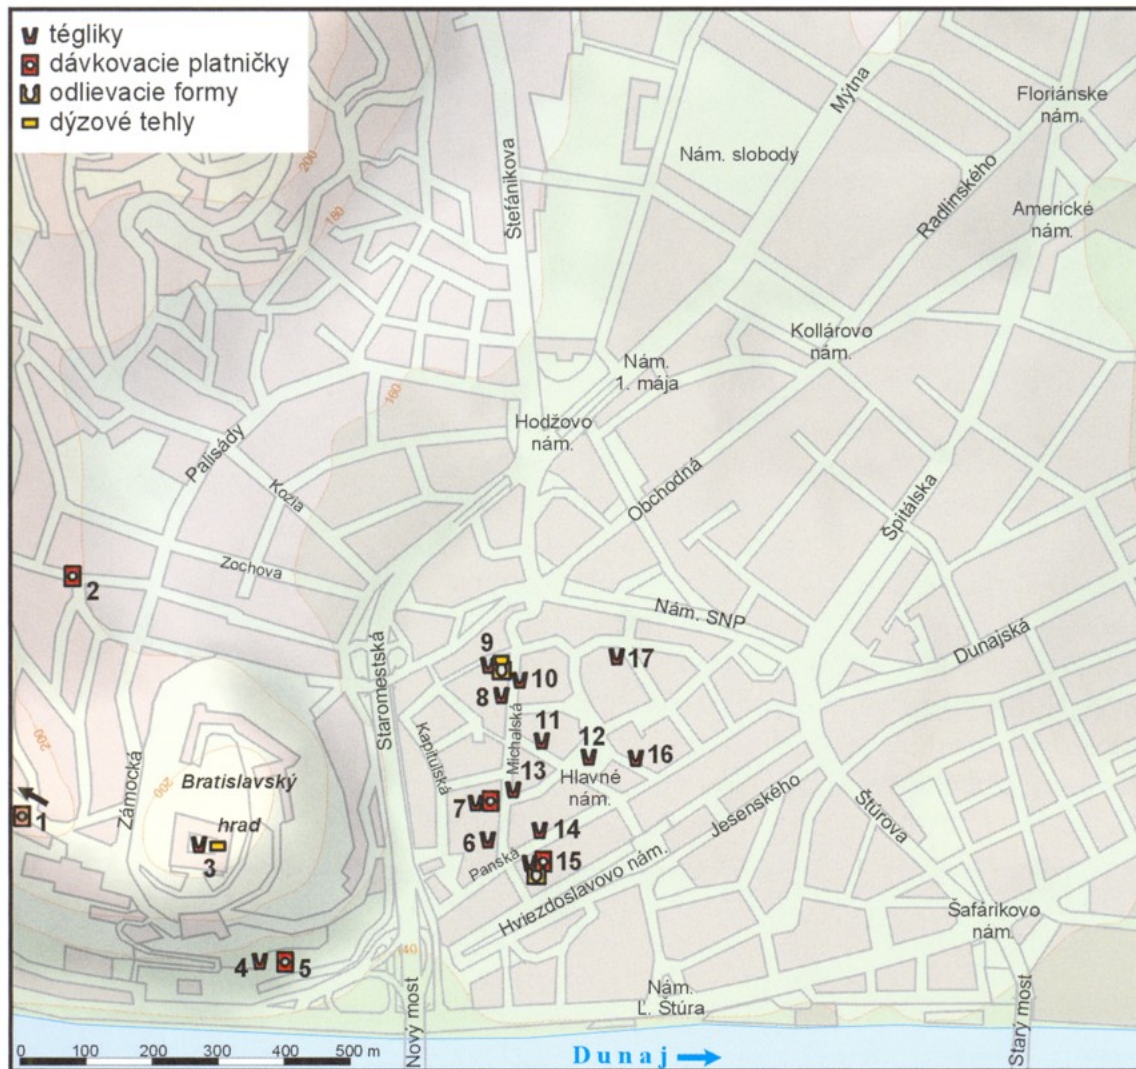 tégliky
dávkovacie platničky
odlievacie formy
dýzové tehly
200
180
Štefánikova
Mýtna
Floriánske
nám.
Nám. slobody
Radlinského
Americké
nám.
160
Kollárovo
nám.
Nám.
1. mája
Hodžovo
nám.
Palisády
Kozia
Obchodná
Špitálska
Zochova
2
Nám. SNP
Dunajská
Staromestská
9
17
10
8
Kapitulská
Michalská
11
12
16
200
Zámocká
200
Bratislavský
hrad
13
Hlavné
nám.
7
1
3
6
14
Jesenského
Štúrova
Panská
15
Hviezdoslavovo nám.
Šafárikovo
nám.
4
5
140
Nový most
Nám.
Ľ. Štúra
Starý most
0 100 200 300 400 500 m
Dunaj